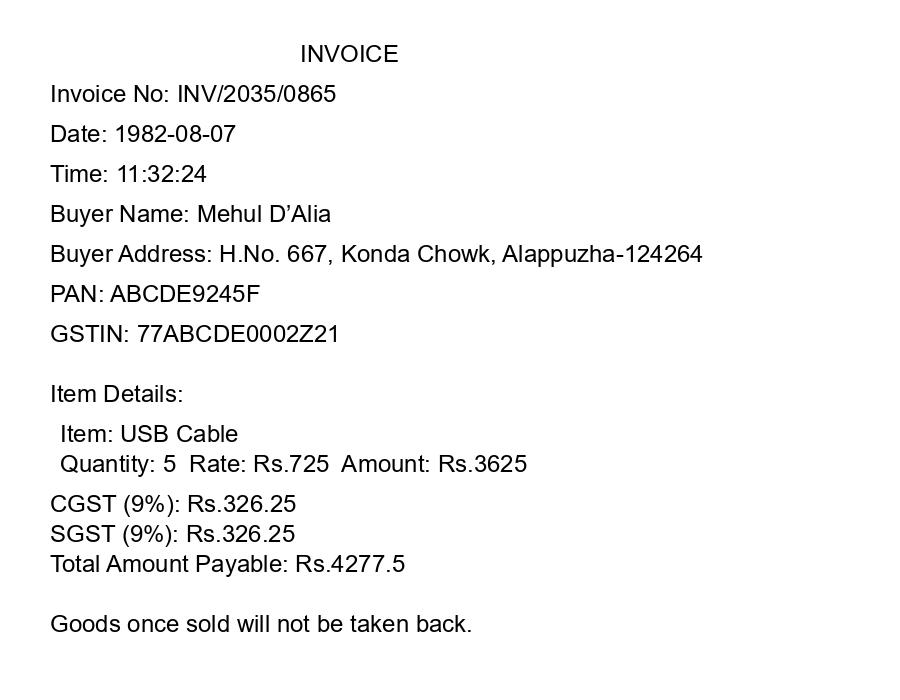 INVOICE
Invoice No: INV/2035/0865
Date: 1982-08-07
Time: 11:32:24
Buyer Name: Mehul D’Alia
Buyer Address: H.No. 667, Konda Chowk, Alappuzha-124264
PAN: ABCDE9245F
GSTIN: 77ABCDE0002Z21
Item Details:
Item: USB Cable
Quantity: 5  Rate: Rs.725  Amount: Rs.3625
CGST (9%): Rs.326.25
SGST (9%): Rs.326.25
Total Amount Payable: Rs.4277.5
Goods once sold will not be taken back.